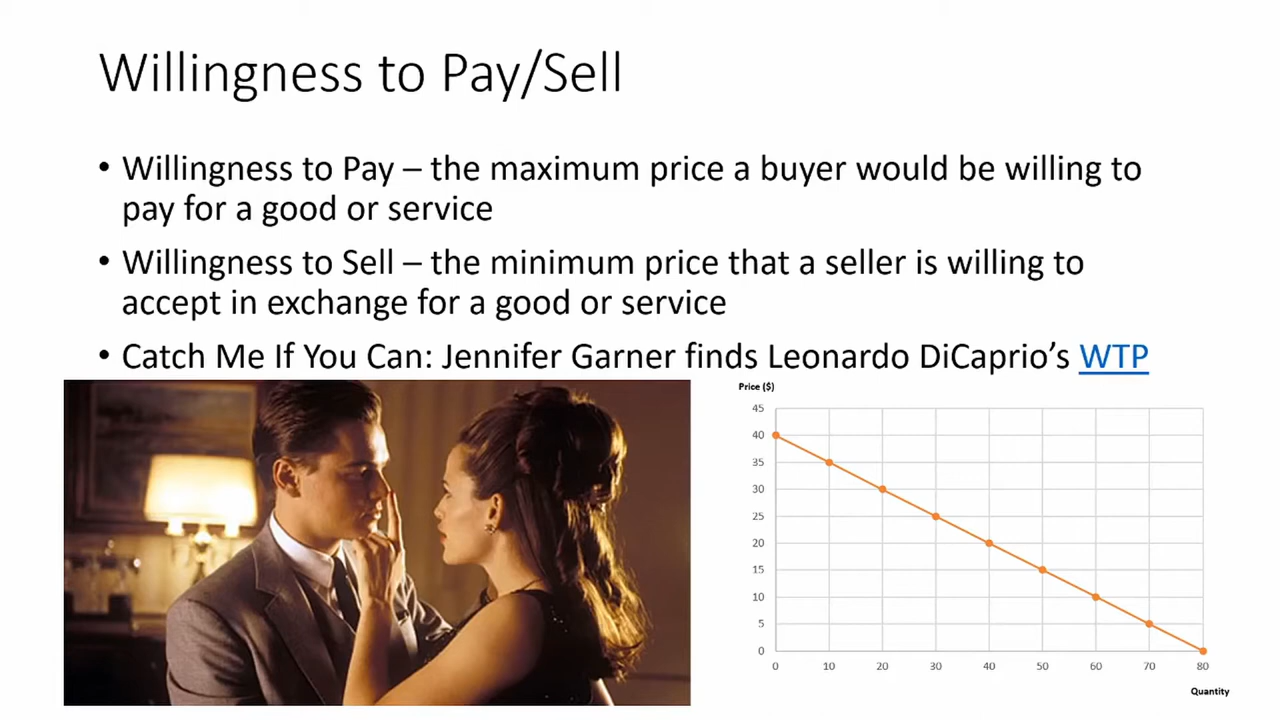 Willingness to Pay/Sell
• Willingness to Pay – the maximum price a buyer would be willing to
pay for a good or service
• Willingness to Sell – the minimum price that a seller is willing to
accept in exchange for a good or service
• Catch Me If You Can: Jennifer Garner finds Leonardo DiCaprio’s WTP
Price ($)
45
40
35
30
25
20
15
10
5
0
0 10 20 30 40 50 60 70 80
Quantity